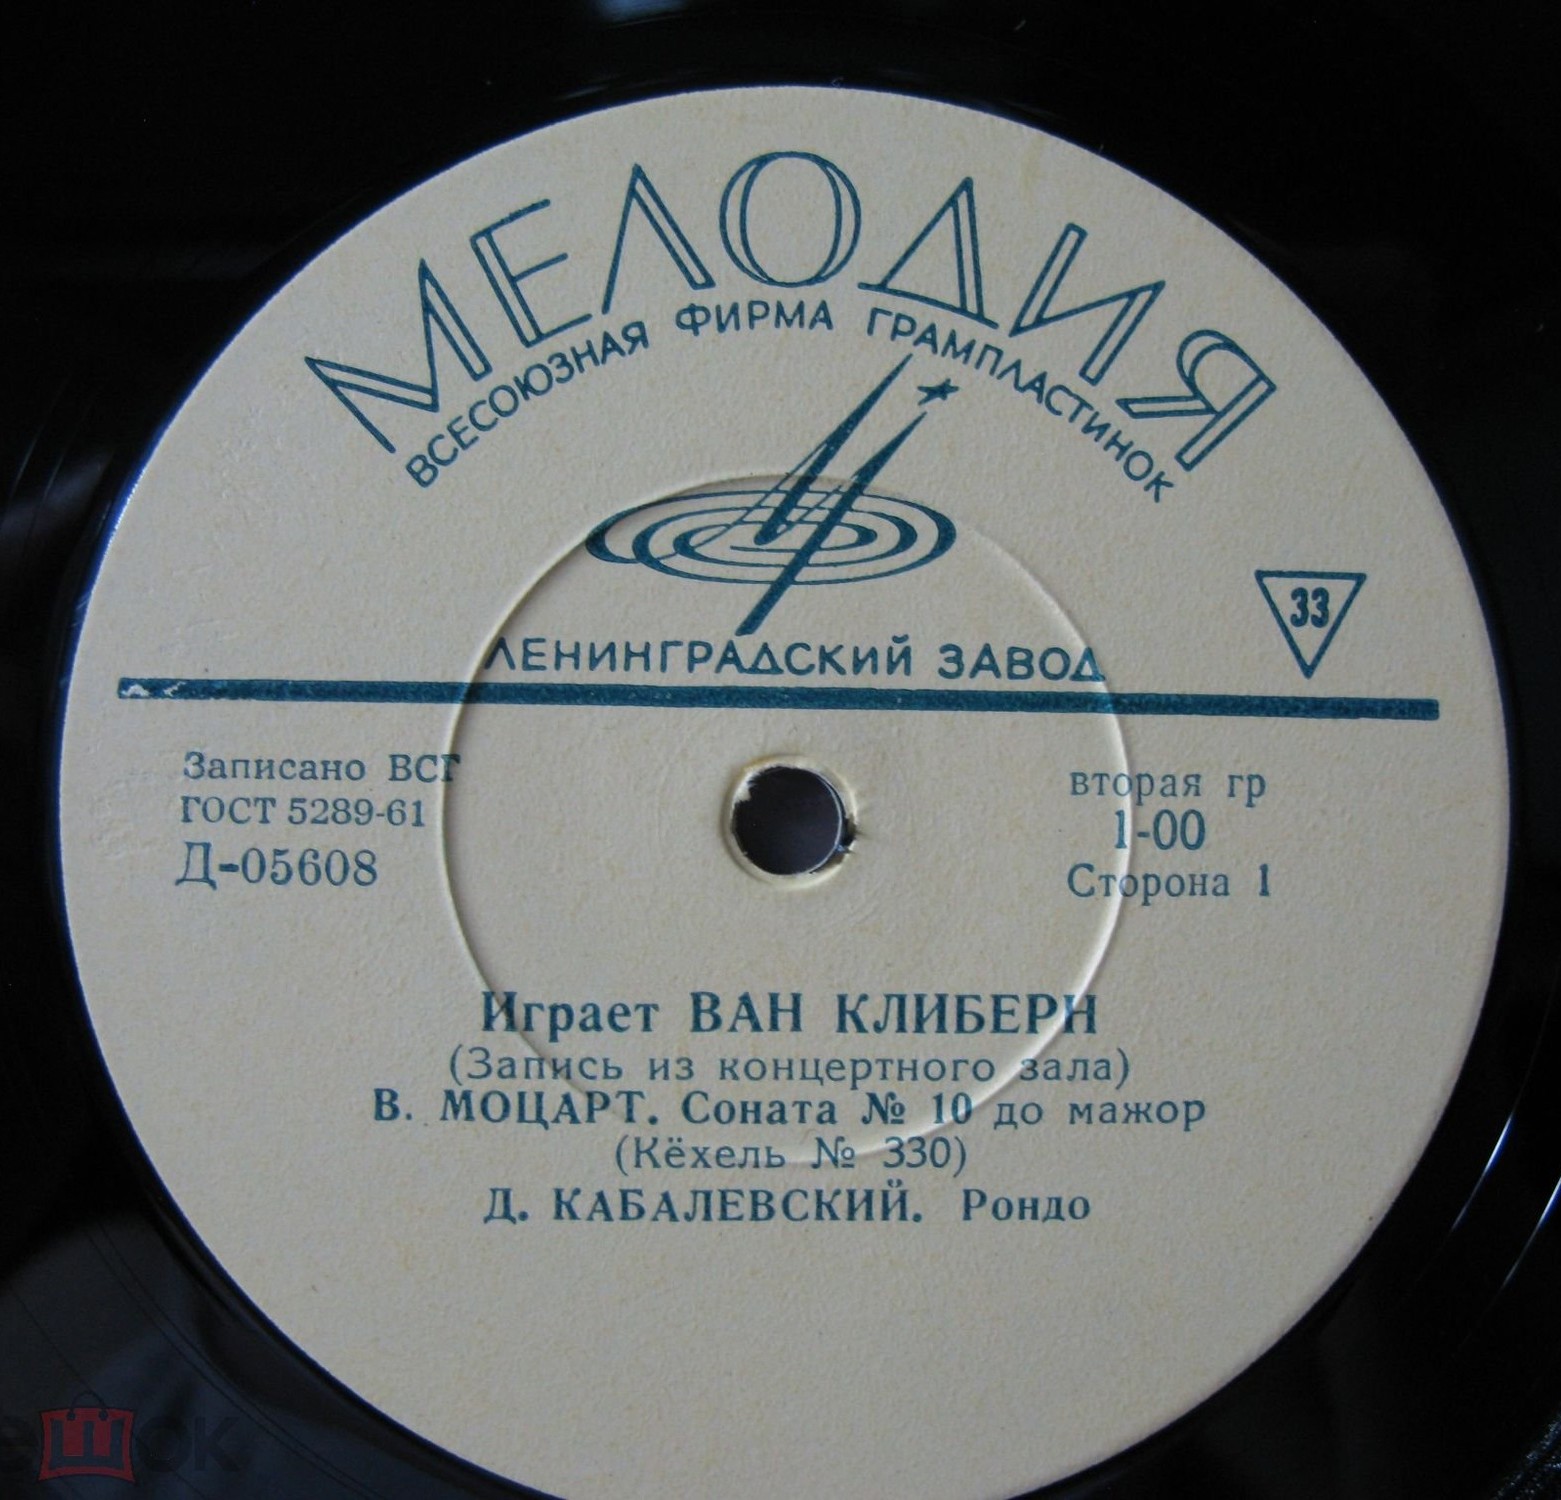 МЕЛОДИЯ
ВСЕСОЮЗНАЯ ФИРМА ГРАМПЛАСТИНОК
33
ЛЕНИНГРАДСКИЙ ЗАВОД
Записано ВСГ
ГОСТ 5289-61
Д-05608
вторая гр
1-00
Сторона 1
Играет ВАН КЛИБЕРН
(Запись из концертного зала)
В. МОЦАРТ. Соната № 10 до мажор
(Кёхель № 330)
Д. КАБАЛЕВСКИЙ. Рондо
ешок